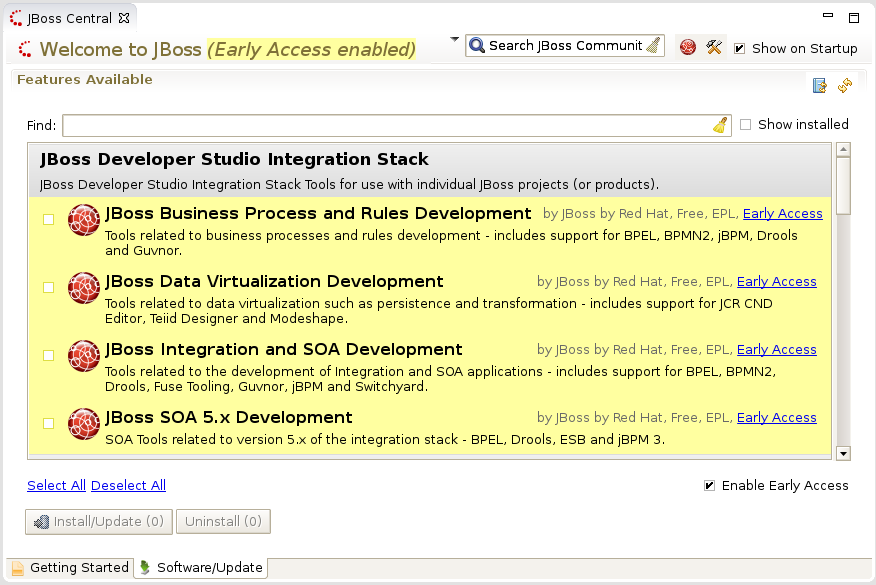 JBoss Central
Welcome to JBoss (Early Access enabled)
Search JBoss Communit
Show on Startup
Features Available
Find:
Show installed
JBoss Developer Studio Integration Stack
JBoss Developer Studio Integration Stack Tools for use with individual JBoss projects (or products).
JBoss Business Process and Rules Development by JBoss by Red Hat, Free, EPL, Early Access
Tools related to business processes and rules development - includes support for BPEL, BPMN2, jBPM, Drools
and Guvnor.
JBoss Data Virtualization Development by JBoss by Red Hat, Free, EPL, Early Access
Tools related to data virtualization such as persistence and transformation - includes support for JCR CND
Editor, Teiid Designer and Modeshape.
JBoss Integration and SOA Development by JBoss by Red Hat, Free, EPL, Early Access
Tools related to the development of Integration and SOA applications - includes support for BPEL, BPMN2,
Drools, Fuse Tooling, Guvnor, jBPM and Switchyard.
JBoss SOA 5.x Development by JBoss by Red Hat, Free, EPL, Early Access
SOA Tools related to version 5.x of the integration stack - BPEL, Drools, ESB and jBPM 3.
Select All Deselect All
Enable Early Access
Install/Update (0) Uninstall (0)
Getting Started Software/Update